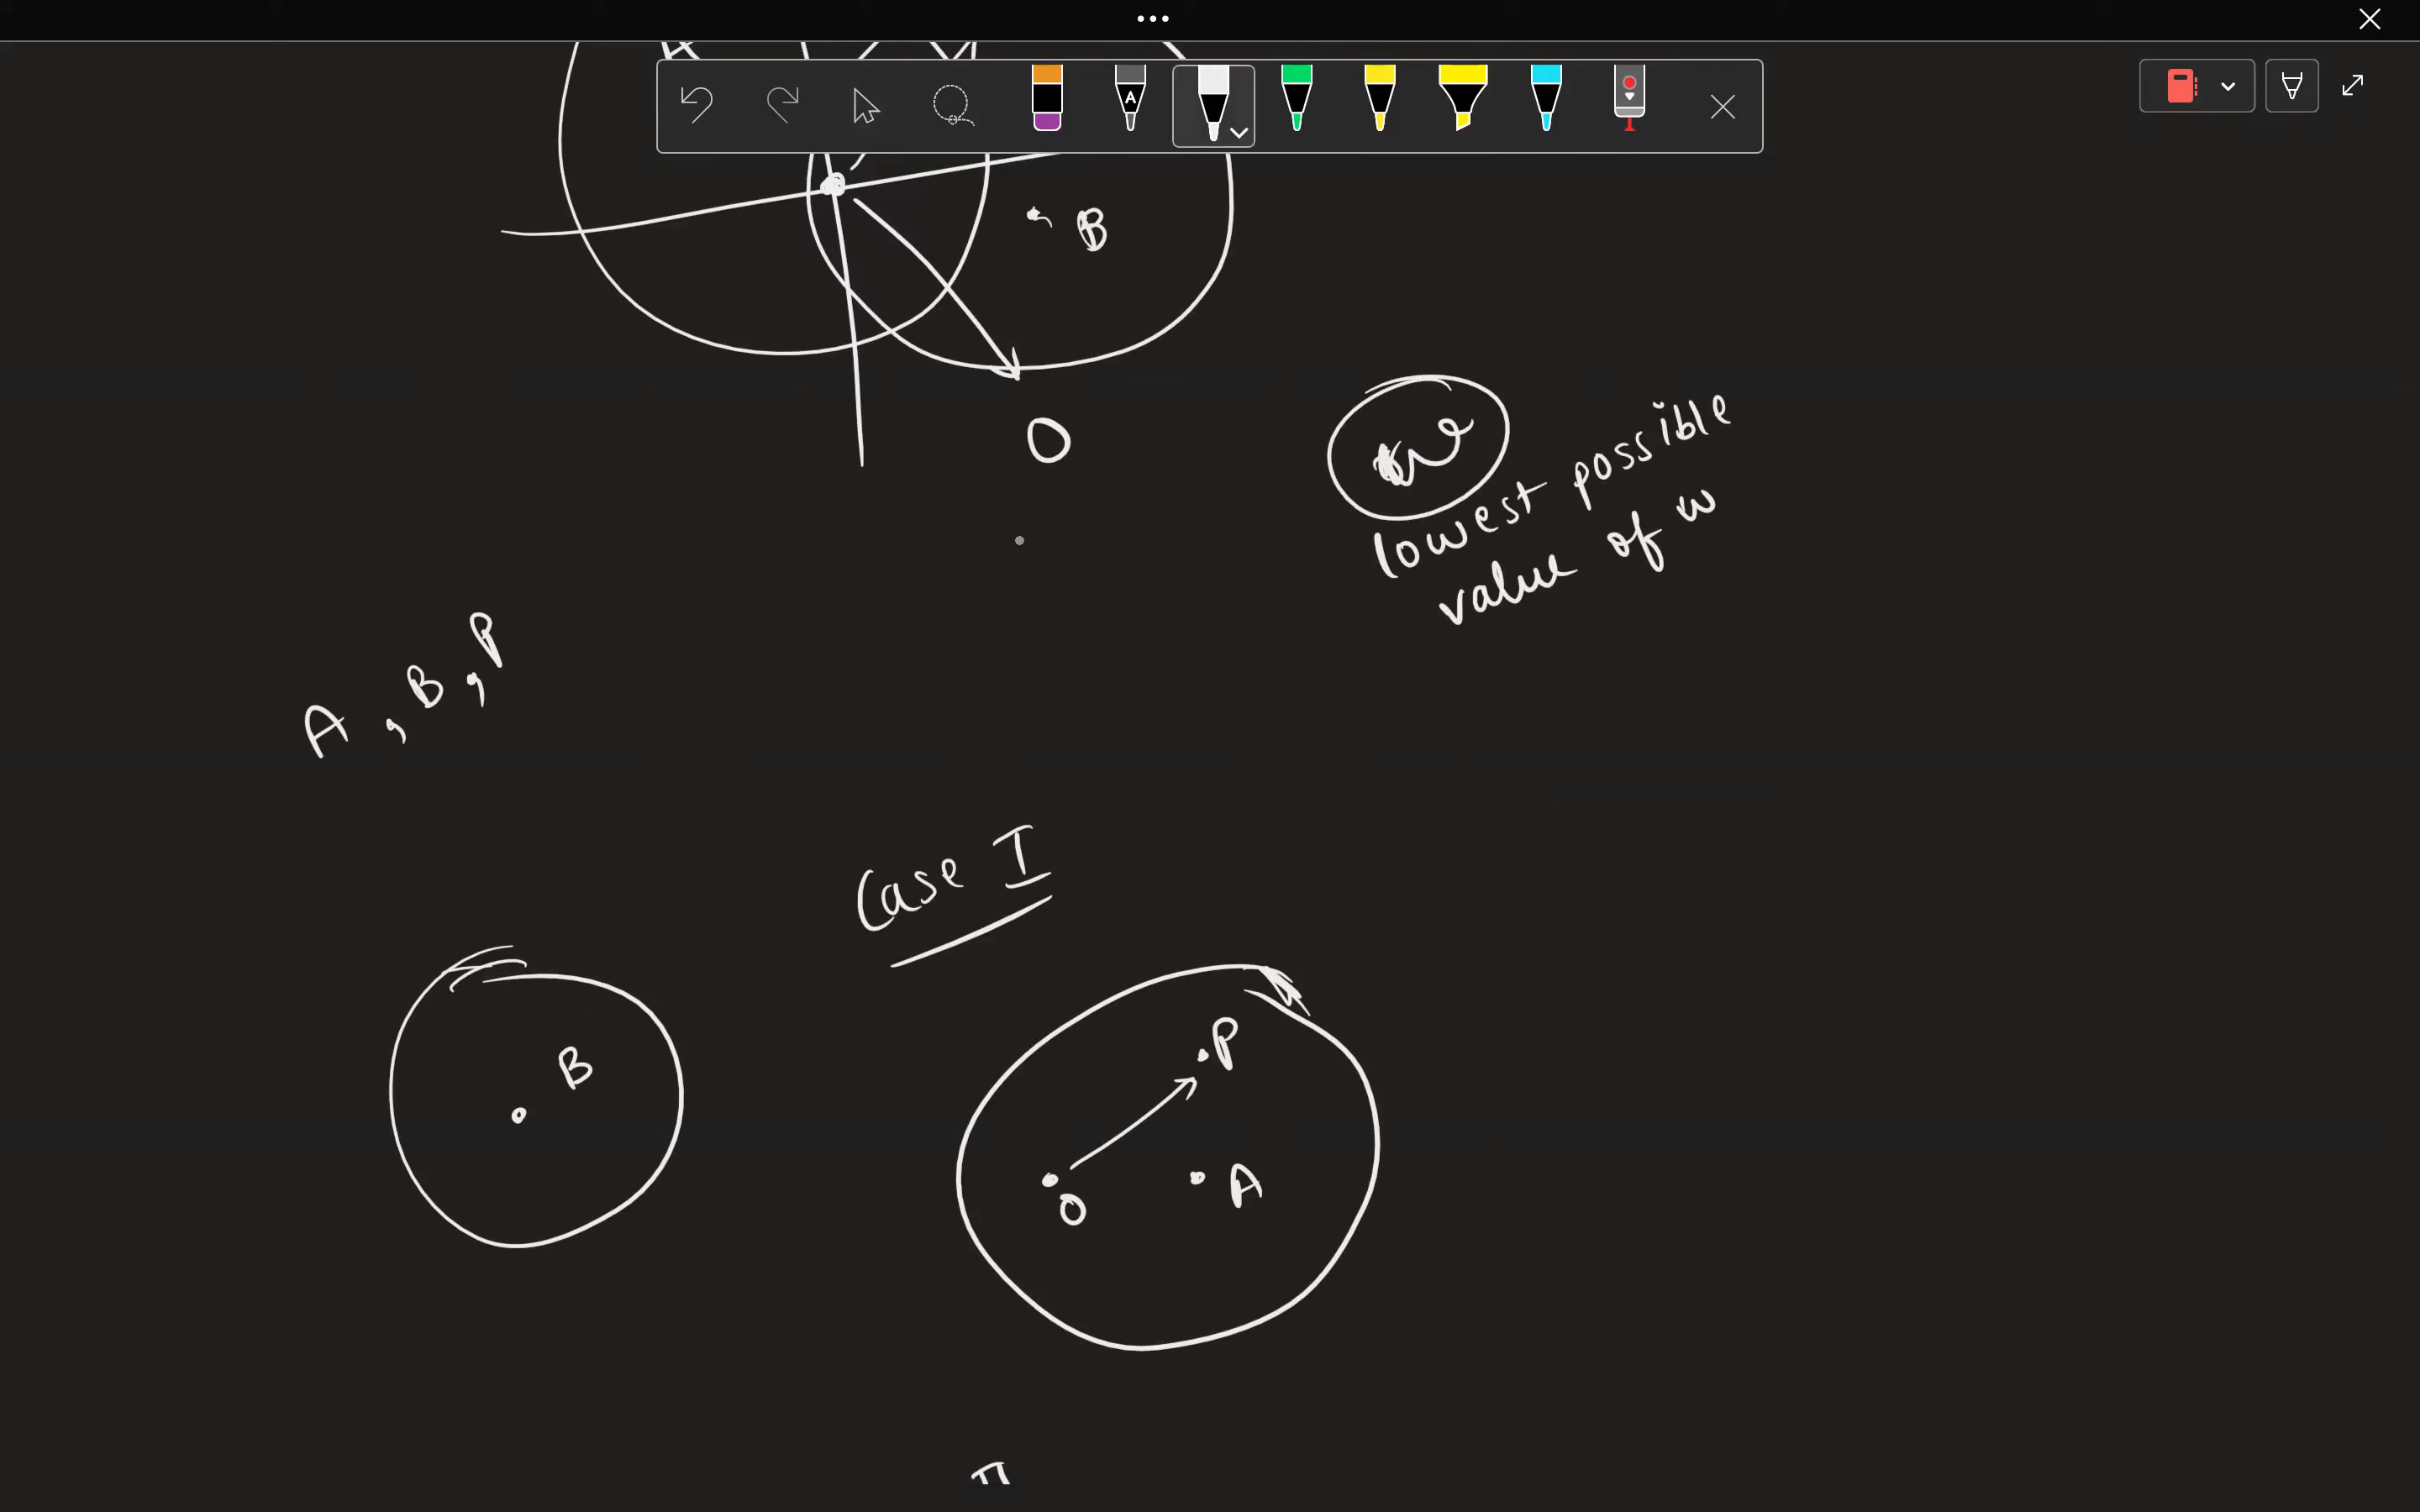 B
O
w
lowest possible
value of w
A, B, P
Case I
B
P
O
A